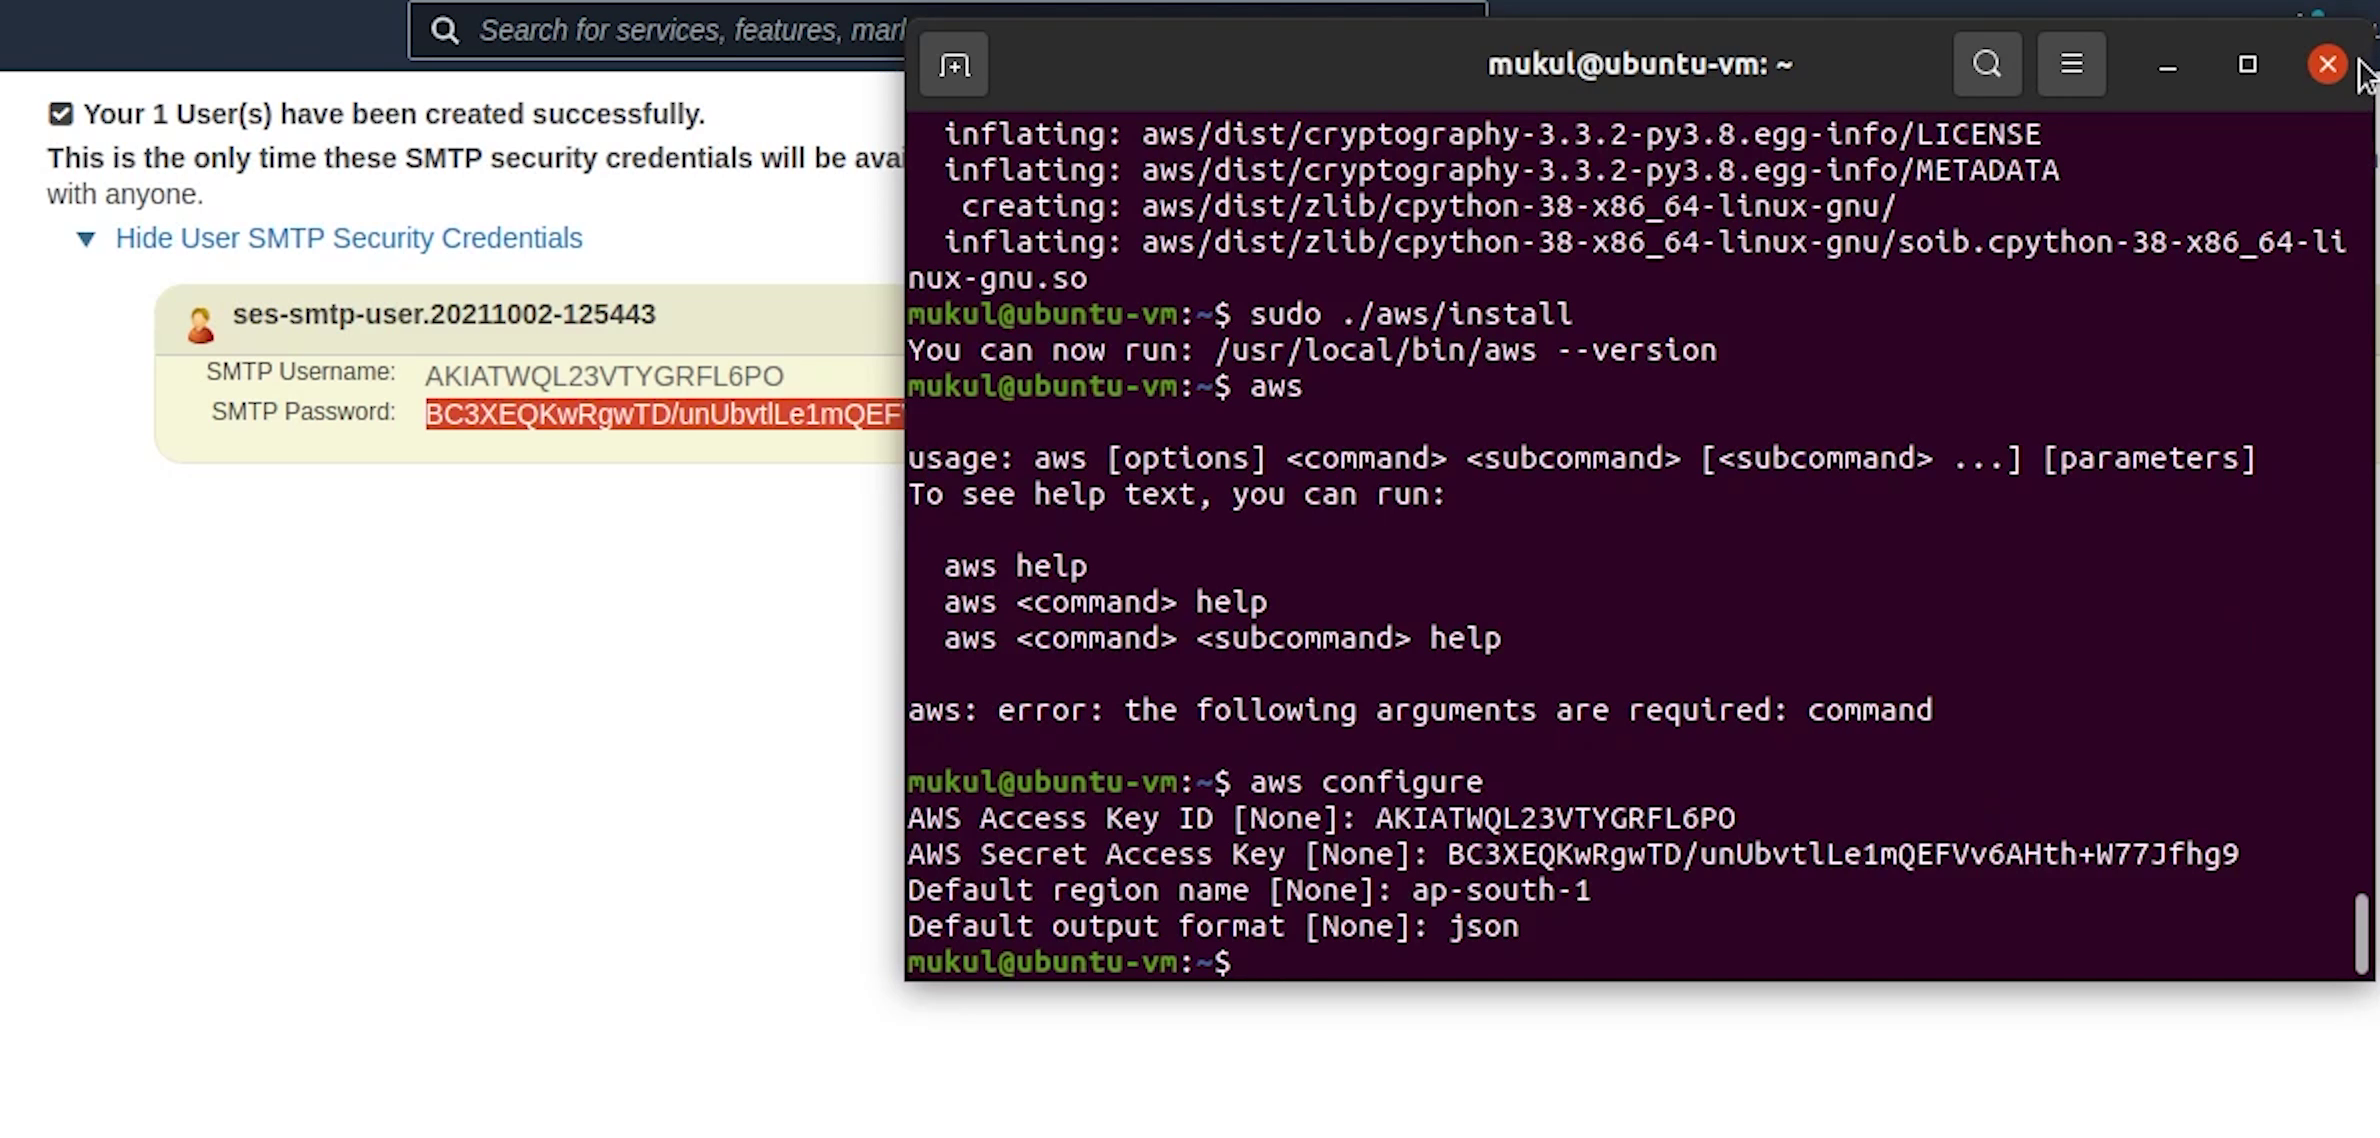 Search for services, features, mar
Your 1 User(s) have been created successfully.
This is the only time these SMTP security credentials will be avai
with anyone.
Hide User SMTP Security Credentials
ses-smtp-user.20211002-125443
SMTP Username: AKIATWQL23VTYGRFL6PO
SMTP Password: BC3XEQKwRgwTD/unUbvtlLe1mQEF
mukul@ubuntu-vm: ~
inflating: aws/dist/cryptography-3.3.2-py3.8.egg-info/LICENSE
inflating: aws/dist/cryptography-3.3.2-py3.8.egg-info/METADATA
creating: aws/dist/zlib/cpython-38-x86_64-linux-gnu/
inflating: aws/dist/zlib/cpython-38-x86_64-linux-gnu/soib.cpython-38-x86_64-li
nux-gnu.so
mukul@ubuntu-vm:~$ sudo ./aws/install
You can now run: /usr/local/bin/aws --version
mukul@ubuntu-vm:~$ aws
usage: aws [options] <command> <subcommand> [<subcommand> ...] [parameters]
To see help text, you can run:
aws help
aws <command> help
aws <command> <subcommand> help
aws: error: the following arguments are required: command
mukul@ubuntu-vm:~$ aws configure
AWS Access Key ID [None]: AKIATWQL23VTYGRFL6PO
AWS Secret Access Key [None]: BC3XEQKwRgwTD/unUbvtlLe1mQEFVv6AHth+W77Jfhg9
Default region name [None]: ap-south-1
Default output format [None]: json
mukul@ubuntu-vm:~$